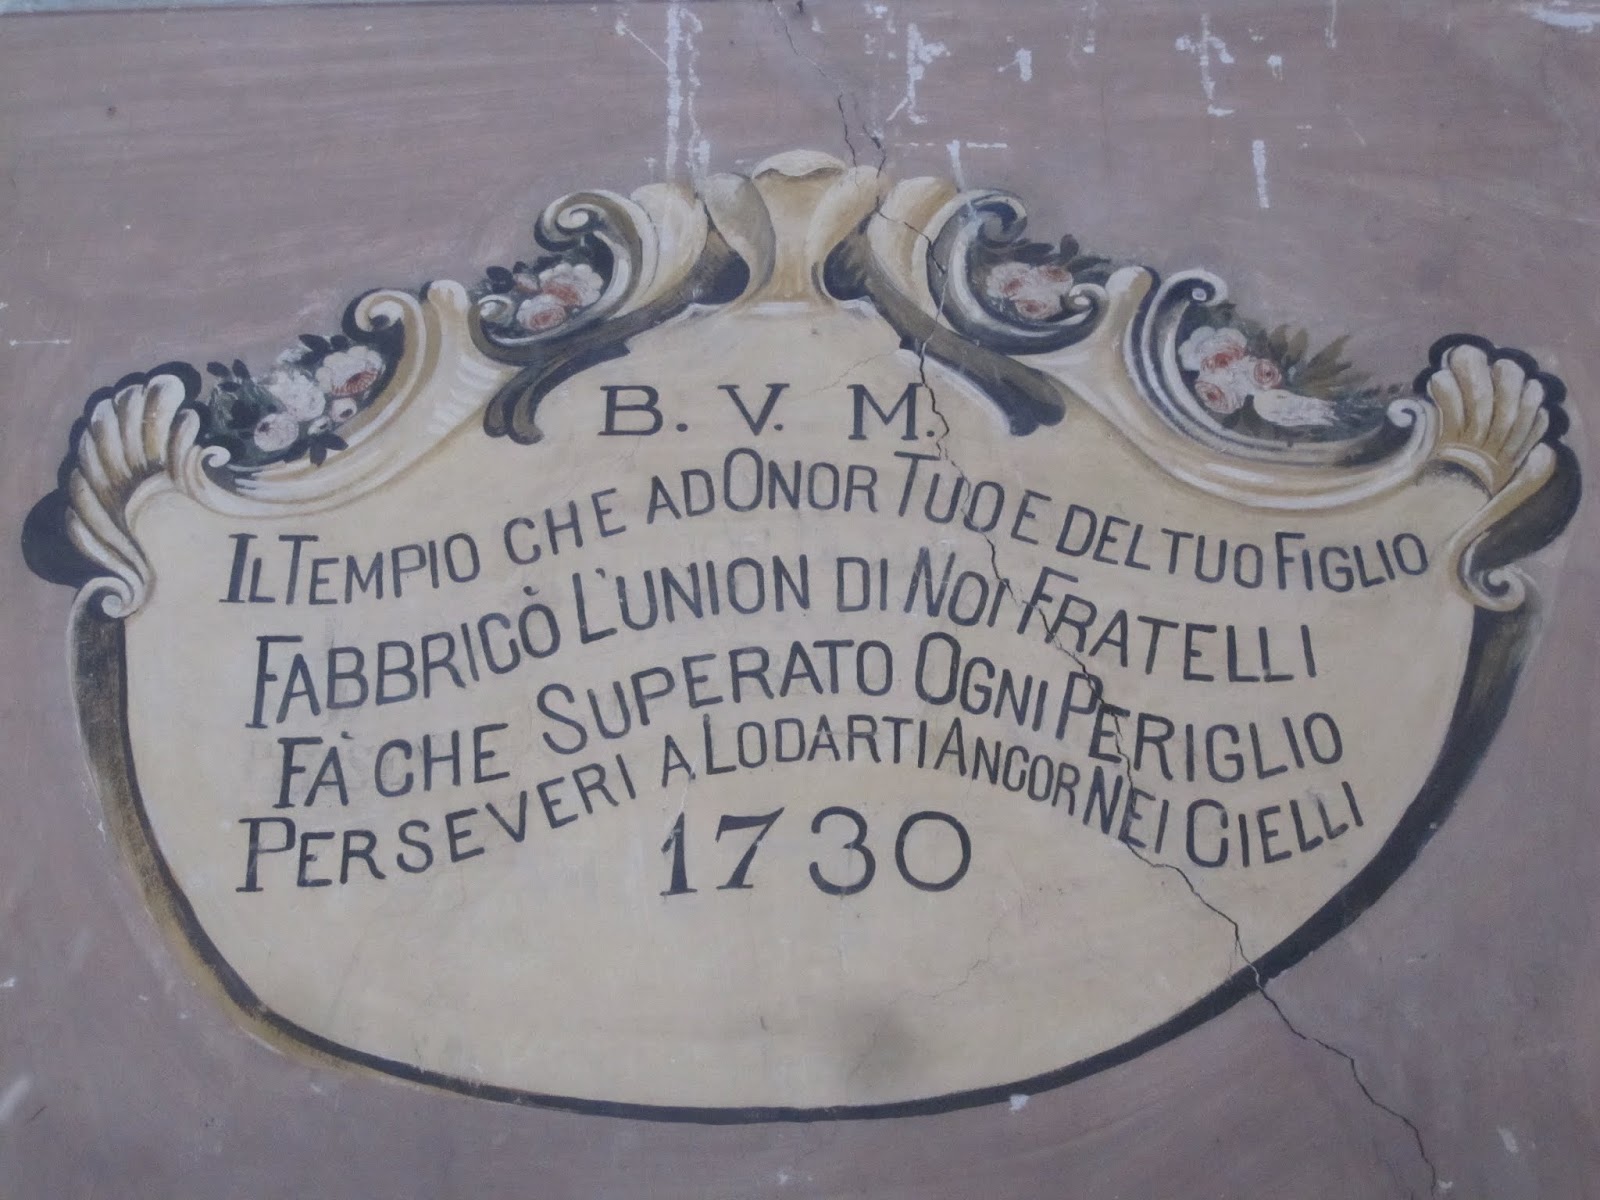 B. V. M.
IL TEMPIO CHE AD ONOR TUO E DEL TUO FIGLIO
FABBRICÒ L'UNION DI NOI FRATELLI
FÀ CHE SUPERATO OGNI PERIGLIO
PERSEVERI A LODARTI ANCOR NEI CIELLI
1730